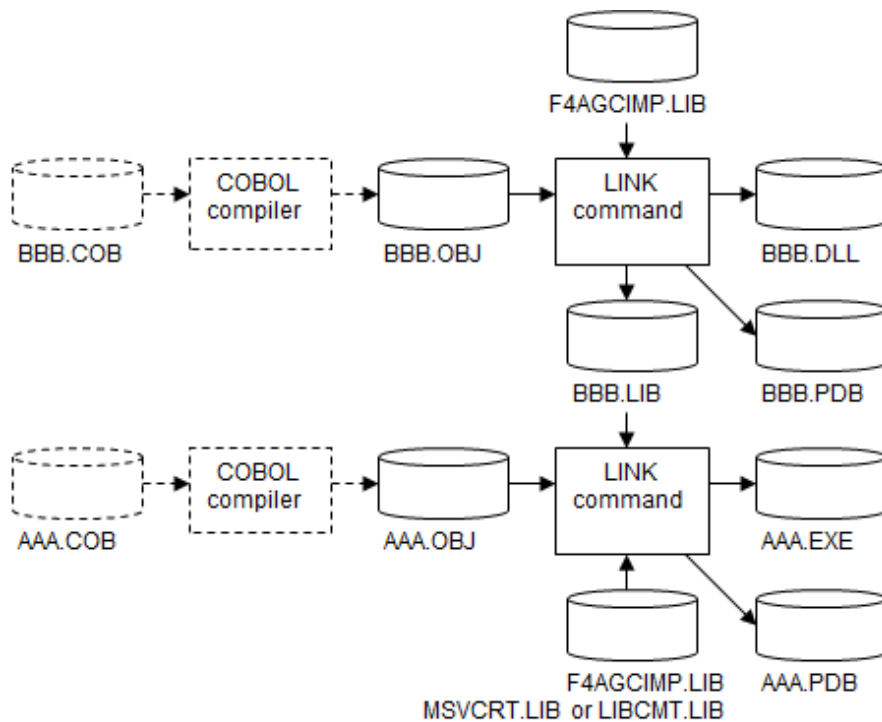 F4AGCIMP.LIB
COBOL
compiler
LINK
command
BBB.COB
BBB.OBJ
BBB.DLL
BBB.LIB
BBB.PDB
COBOL
compiler
LINK
command
AAA.COB
AAA.OBJ
AAA.EXE
F4AGCIMP.LIB
MSVCRT.LIB or LIBCMT.LIB
AAA.PDB